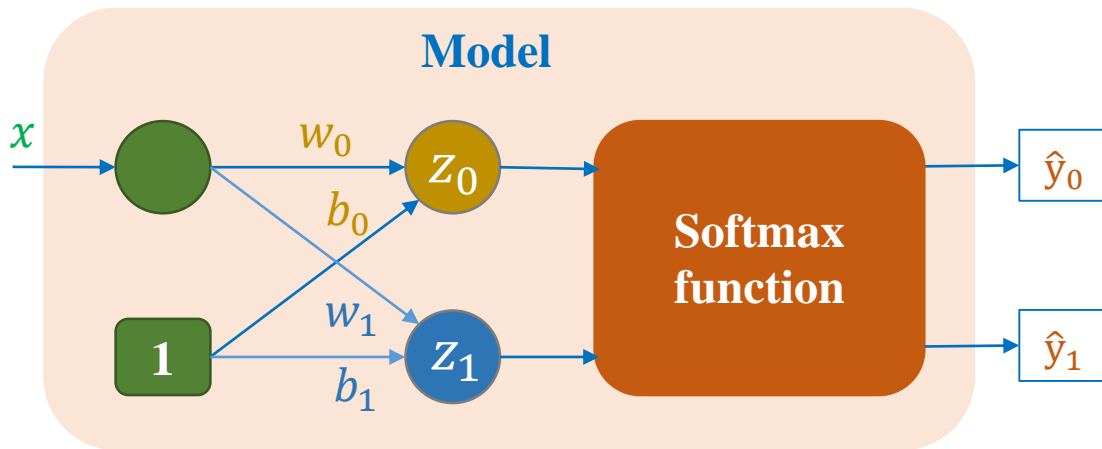 Model
x
w₀
z₀
b₀
Softmax
function
ŷ₀
1
w₁
z₁
b₁
ŷ₁